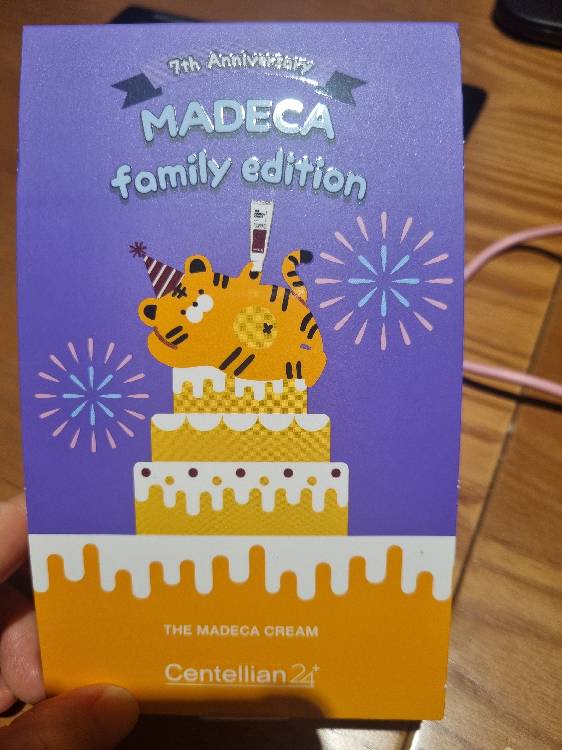 7th Anniversary
MADECA
family edition
THE MADECA CREAM
Centellian24+